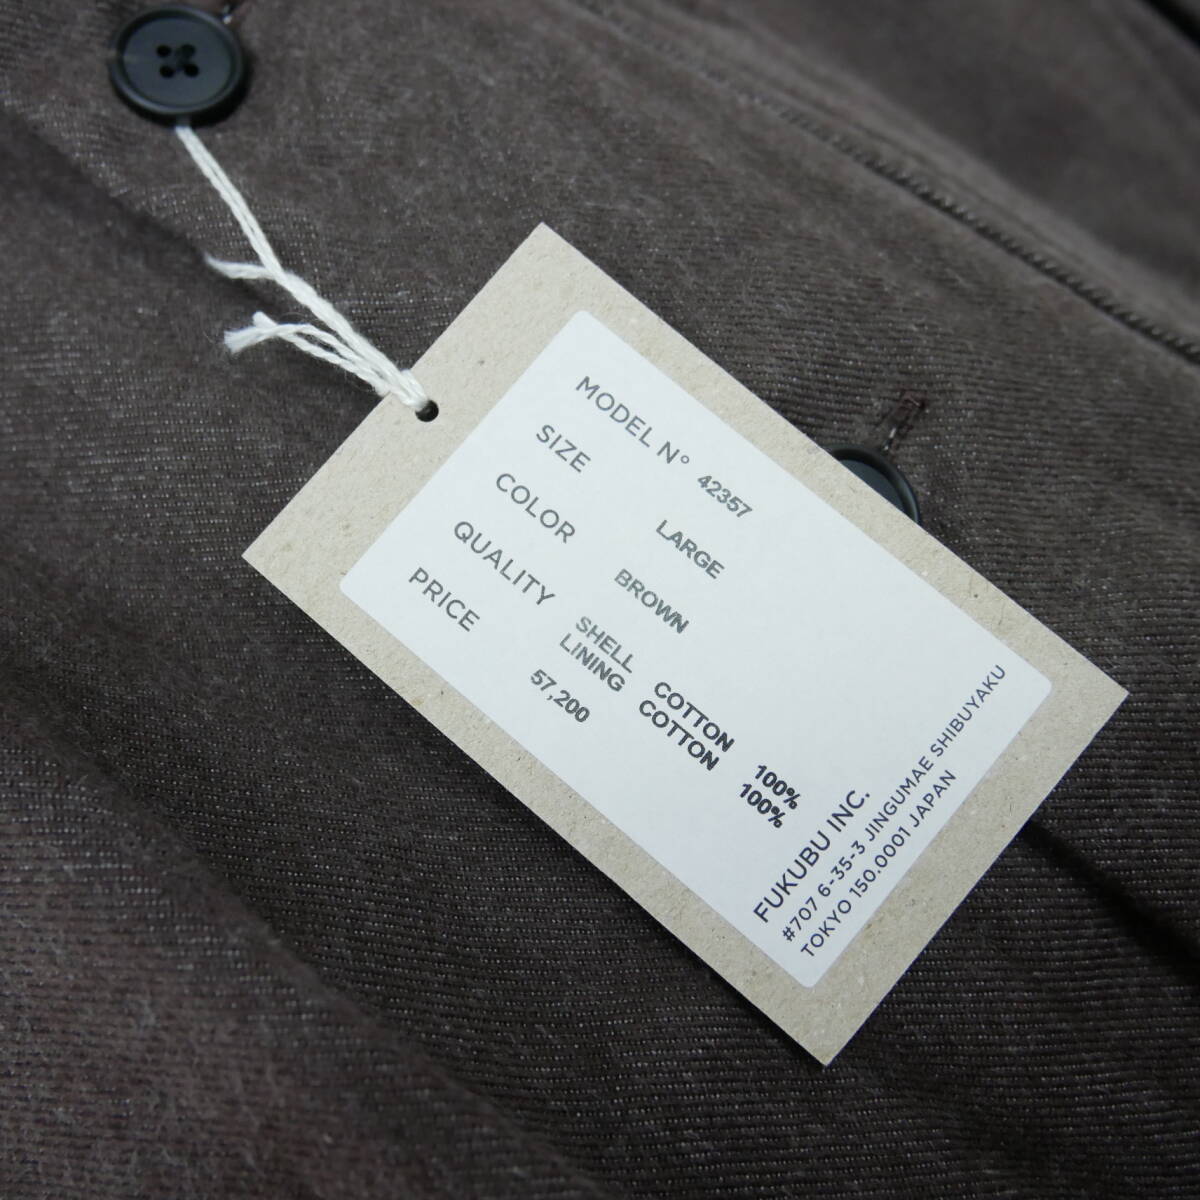 MODEL N° 42357
SIZE LARGE
COLOR BROWN
QUALITY SHELL COTTON 100%
LINING COTTON 100%
PRICE 57,200
FUKUBU INC.
#707 6-35-3 JINGUMAE SHIBUYAKU
TOKYO 150.0001 JAPAN